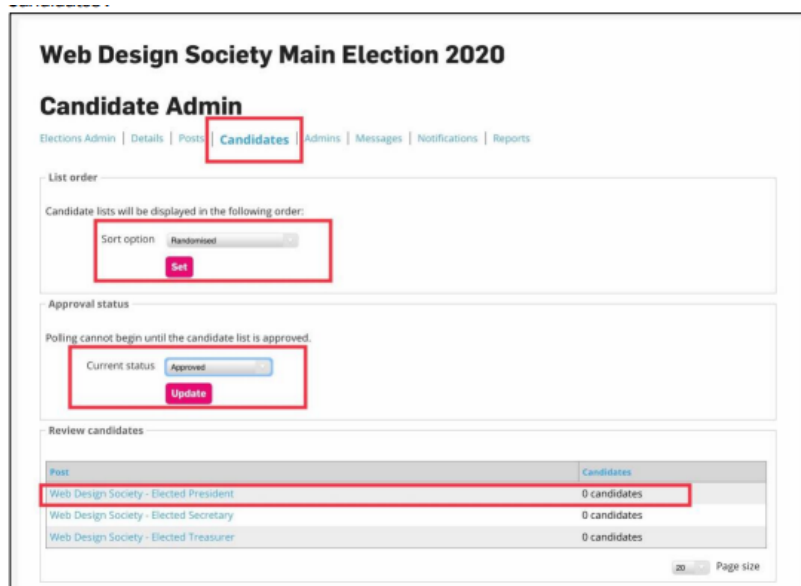 Web Design Society Main Election 2020
Candidate Admin
Elections Admin | Details | Posts | Candidates | Admins | Messages | Notifications | Reports
List order
Candidate lists will be displayed in the following order:
Sort option Randomised
Set
Approval status
Polling cannot begin until the candidate list is approved.
Current status Approved
Update
Review candidates
Post Candidates
Web Design Society - Elected President 0 candidates
Web Design Society - Elected Secretary 0 candidates
Web Design Society - Elected Treasurer 0 candidates
20 Page size